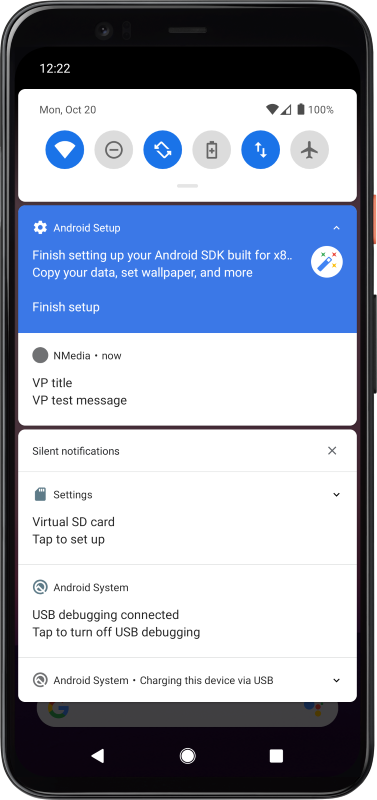 12:22
Mon, Oct 20
100%
Android Setup
Finish setting up your Android SDK built for x8..
Copy your data, set wallpaper, and more
Finish setup
NMedia • now
VP title
VP test message
Silent notifications
Settings
Virtual SD card
Tap to set up
Android System
USB debugging connected
Tap to turn off USB debugging
Android System • Charging this device via USB